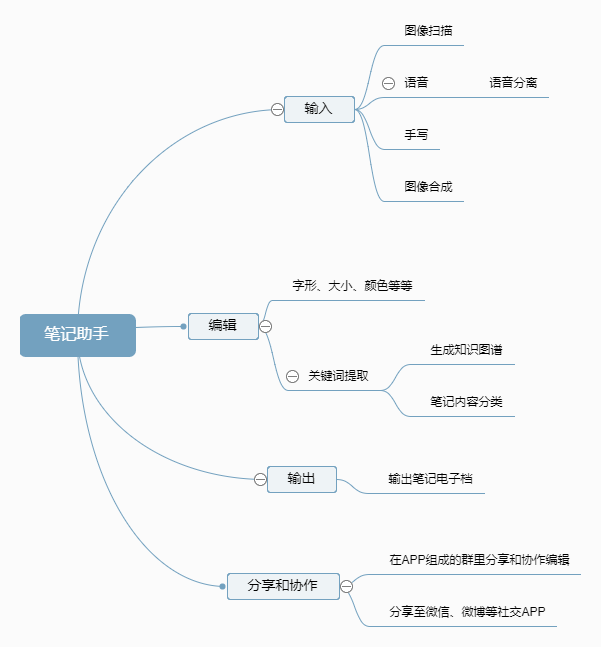 图像扫描
语音
语音分离
输入
手写
图像合成
字形、大小、颜色等等
笔记助手
编辑
生成知识图谱
关键词提取
笔记内容分类
输出
输出笔记电子档
在APP组成的群里分享和协作编辑
分享和协作
分享至微信、微博等社交APP